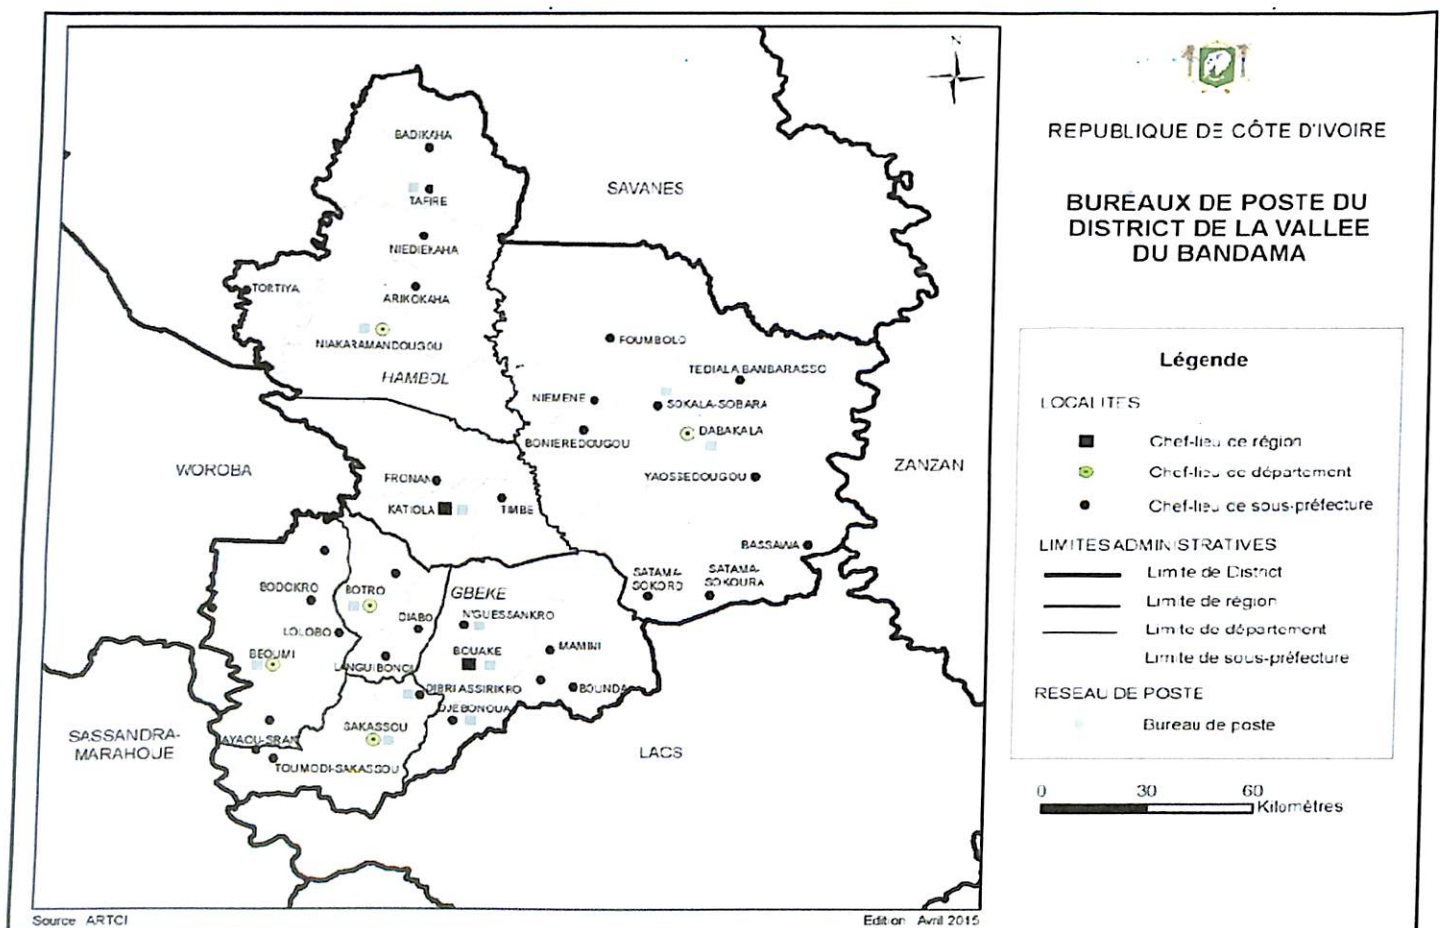 N
BADIKAHA
TAFIRE
SAVANES
NIEDIEKAHA
TORTIYA
ARIKOKAHA
NIAKARAMANDOUGOU
FOUMBOLO
HAMBOL
TEDIALA BANBARASSO
NIEMENE
SOKALA-SOBARA
BONIEREDOUGOU
DABAKALA
WOROBA
FRONAN
YAOSSEDOUGOU
ZANZAN
KATIOLA
TIMBE
BASSAWA
SATAMA-
SOKORO
SATAMA-
SOKOURA
BODOKRO
BOTRO
GBEKE
DIABO
N'GUESSANKRO
LOLOBO
BEOUMI
LANGUIBONOU
BOUAKE
MAMINI
DIBRI ASSIRIKRO
BOUNDA
DJEBONOUA
SAKASSOU
AYAOU-SRAN
TOUMODI-SAKASSOU
SASSANDRA-
MARAHOUE
LACS
Source ARTCI
Edition Avril 2015
REPUBLIQUE DE CÔTE D'IVOIRE
BUREAUX DE POSTE DU
DISTRICT DE LA VALLEE
DU BANDAMA
Légende
LOCALITES
Chef-lieu de région
Chef-lieu de département
Chef-lieu de sous-préfecture
LIMITES ADMINISTRATIVES
Limite de District
Limite de région
Limite de département
Limite de sous-préfecture
RESEAU DE POSTE
Bureau de poste
0 30 60
Kilomètres